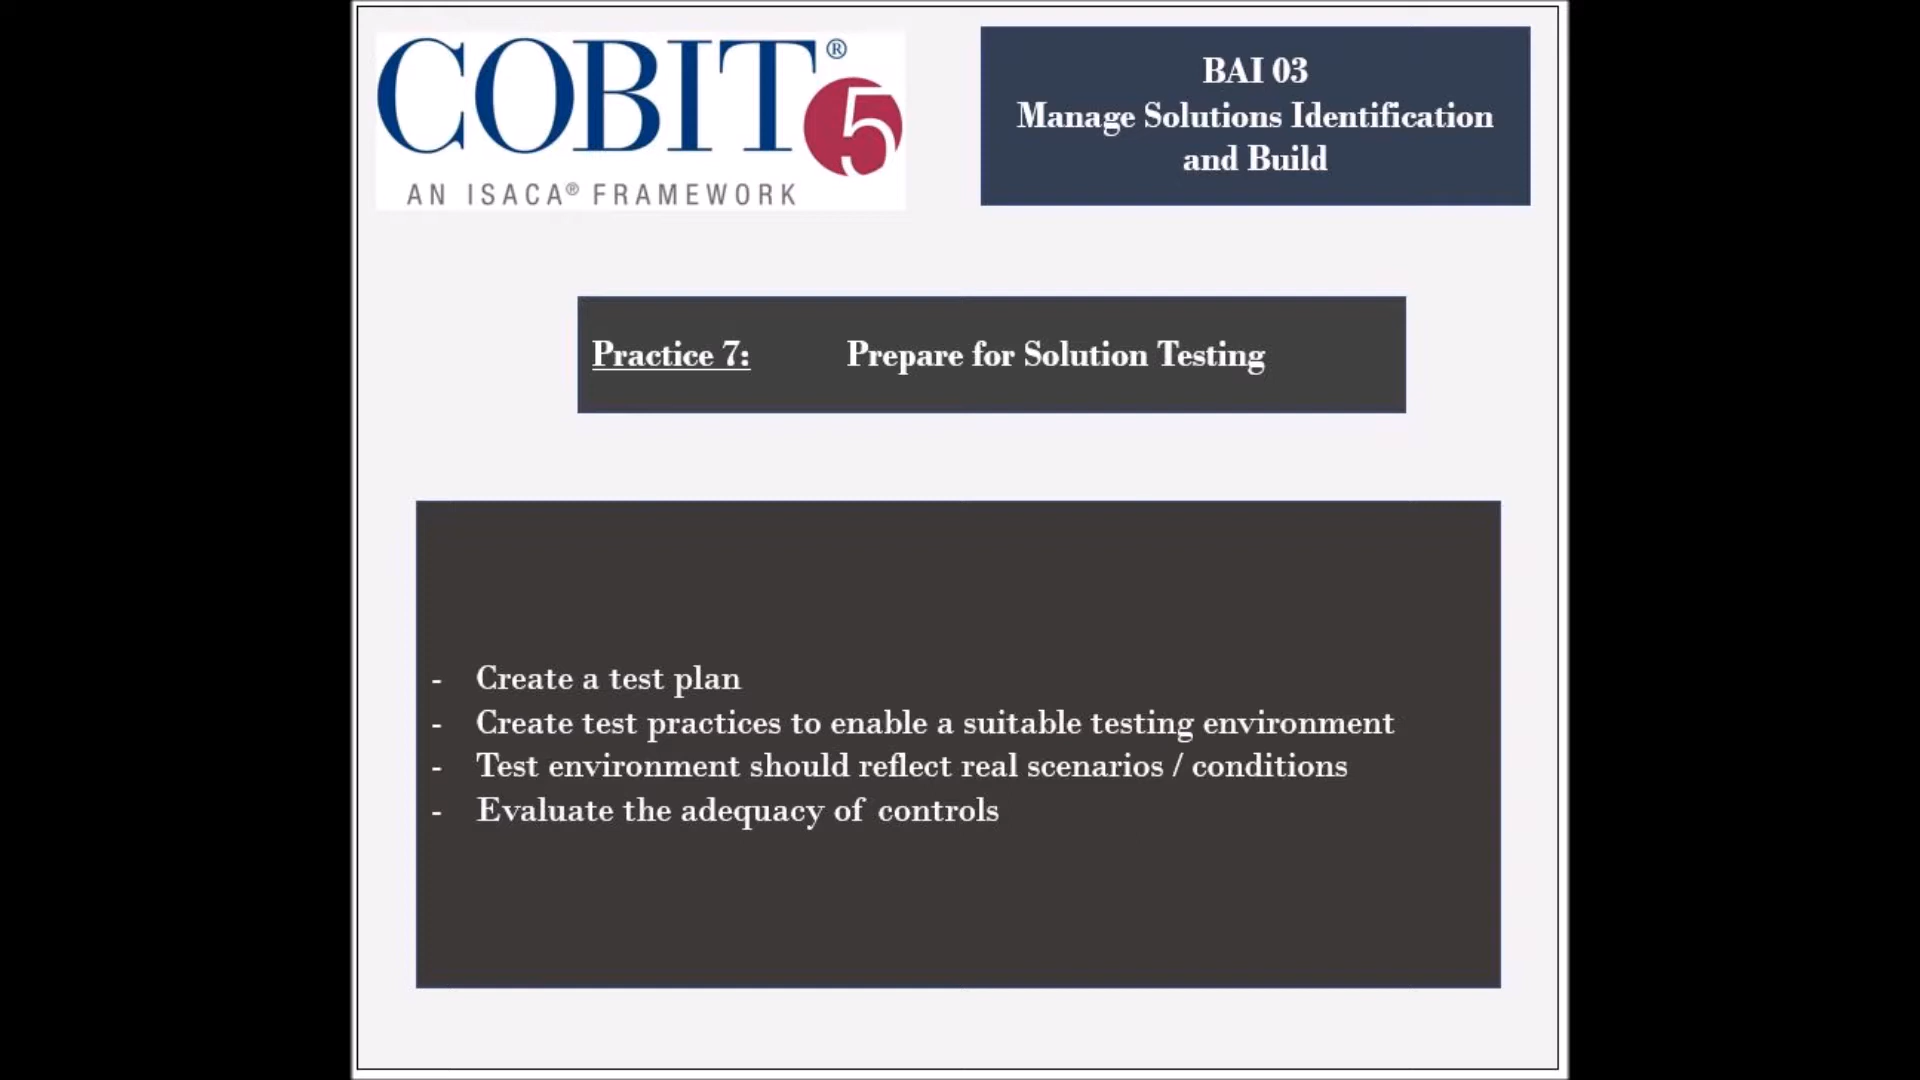 COBIT® 5
AN ISACA® FRAMEWORK
BAI 03
Manage Solutions Identification
and Build
Practice 7: Prepare for Solution Testing
- Create a test plan
- Create test practices to enable a suitable testing environment
- Test environment should reflect real scenarios / conditions
- Evaluate the adequacy of controls